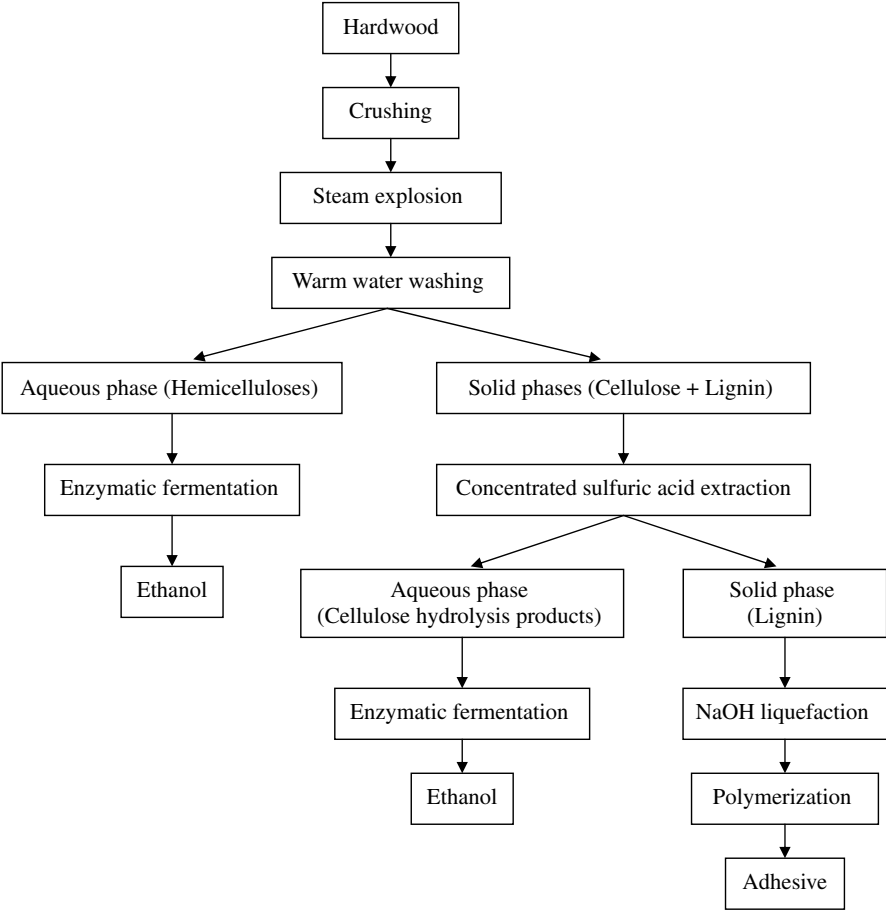 Hardwood
Crushing
Steam explosion
Warm water washing
Aqueous phase (Hemicelluloses)
Solid phases (Cellulose + Lignin)
Enzymatic fermentation
Concentrated sulfuric acid extraction
Ethanol
Aqueous phase
(Cellulose hydrolysis products)
Solid phase
(Lignin)
Enzymatic fermentation
NaOH liquefaction
Ethanol
Polymerization
Adhesive